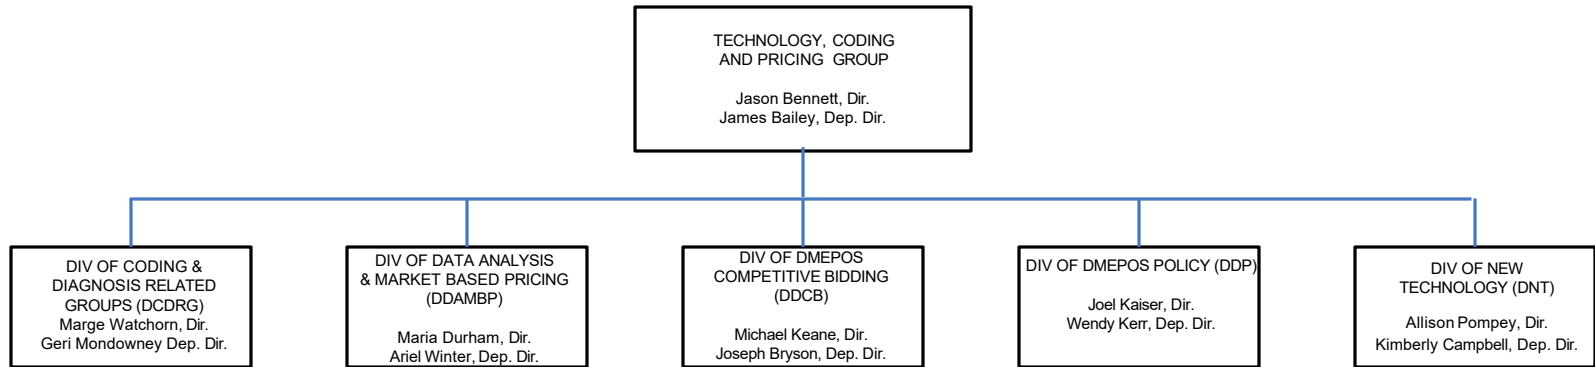 TECHNOLOGY, CODING
AND PRICING GROUP
Jason Bennett, Dir.
James Bailey, Dep. Dir.
DIV OF CODING &
DIAGNOSIS RELATED
GROUPS (DCDRG)
Marge Watchorn, Dir.
Geri Mondowney Dep. Dir.
DIV OF DATA ANALYSIS
& MARKET BASED PRICING
(DDAMBP)
Maria Durham, Dir.
Ariel Winter, Dep. Dir.
DIV OF DMEPOS
COMPETITIVE BIDDING
(DDCB)
Michael Keane, Dir.
Joseph Bryson, Dep. Dir.
DIV OF DMEPOS POLICY (DDP)
Joel Kaiser, Dir.
Wendy Kerr, Dep. Dir.
DIV OF NEW
TECHNOLOGY (DNT)
Allison Pompey, Dir.
Kimberly Campbell, Dep. Dir.